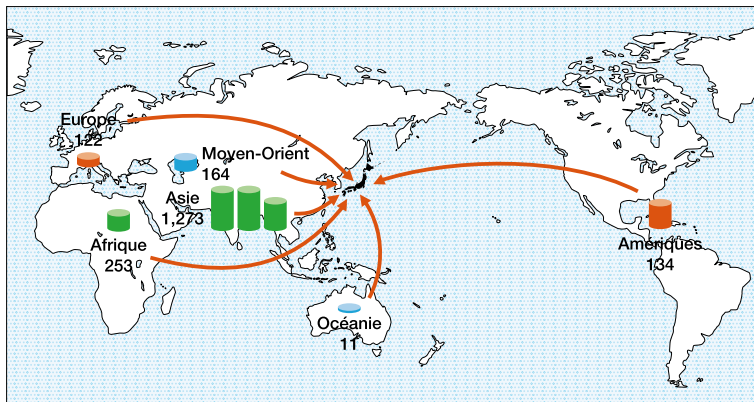 Europe
122
Moyen-Orient
164
Asie
1,273
Afrique
253
Amériques
134
Océanie
11